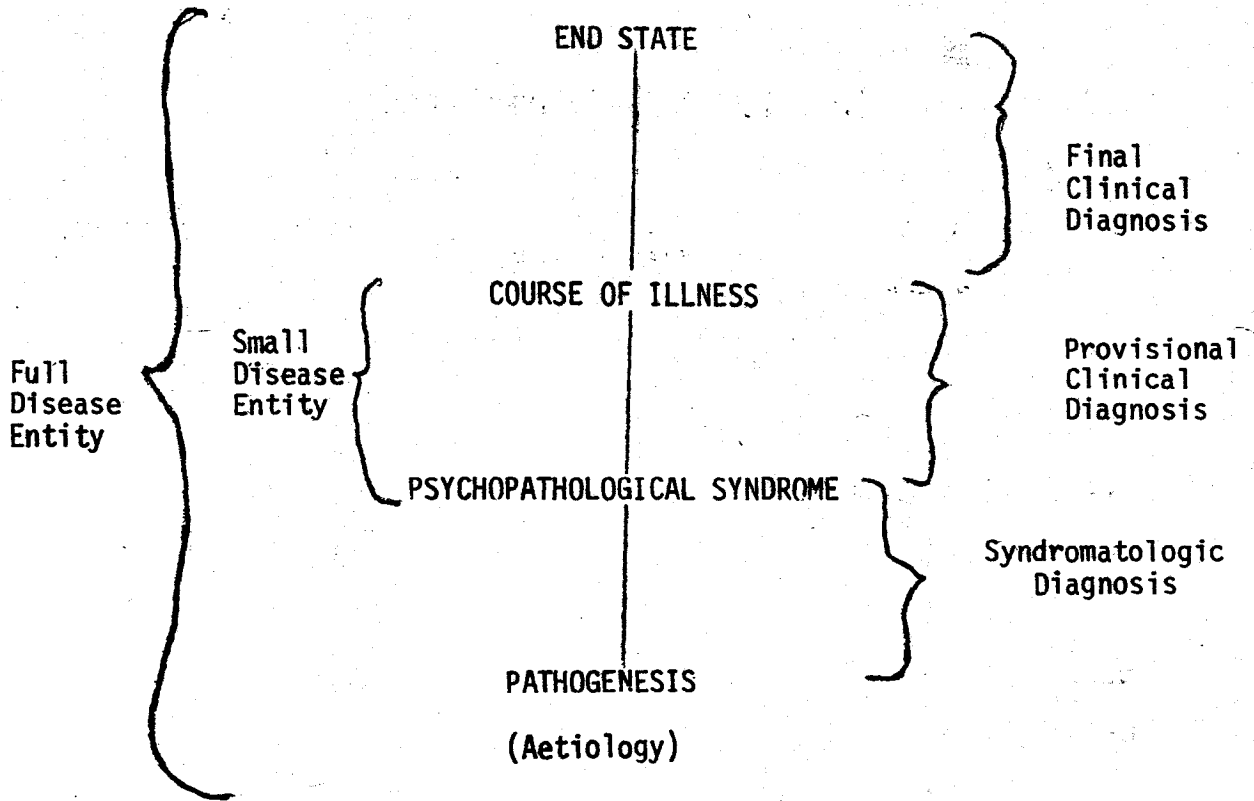 END STATE
Final
Clinical
Diagnosis
COURSE OF ILLNESS
Small
Disease
Entity
Provisional
Clinical
Diagnosis
Full
Disease
Entity
PSYCHOPATHOLOGICAL SYNDROME
Syndromatologic
Diagnosis
PATHOGENESIS
(Aetiology)